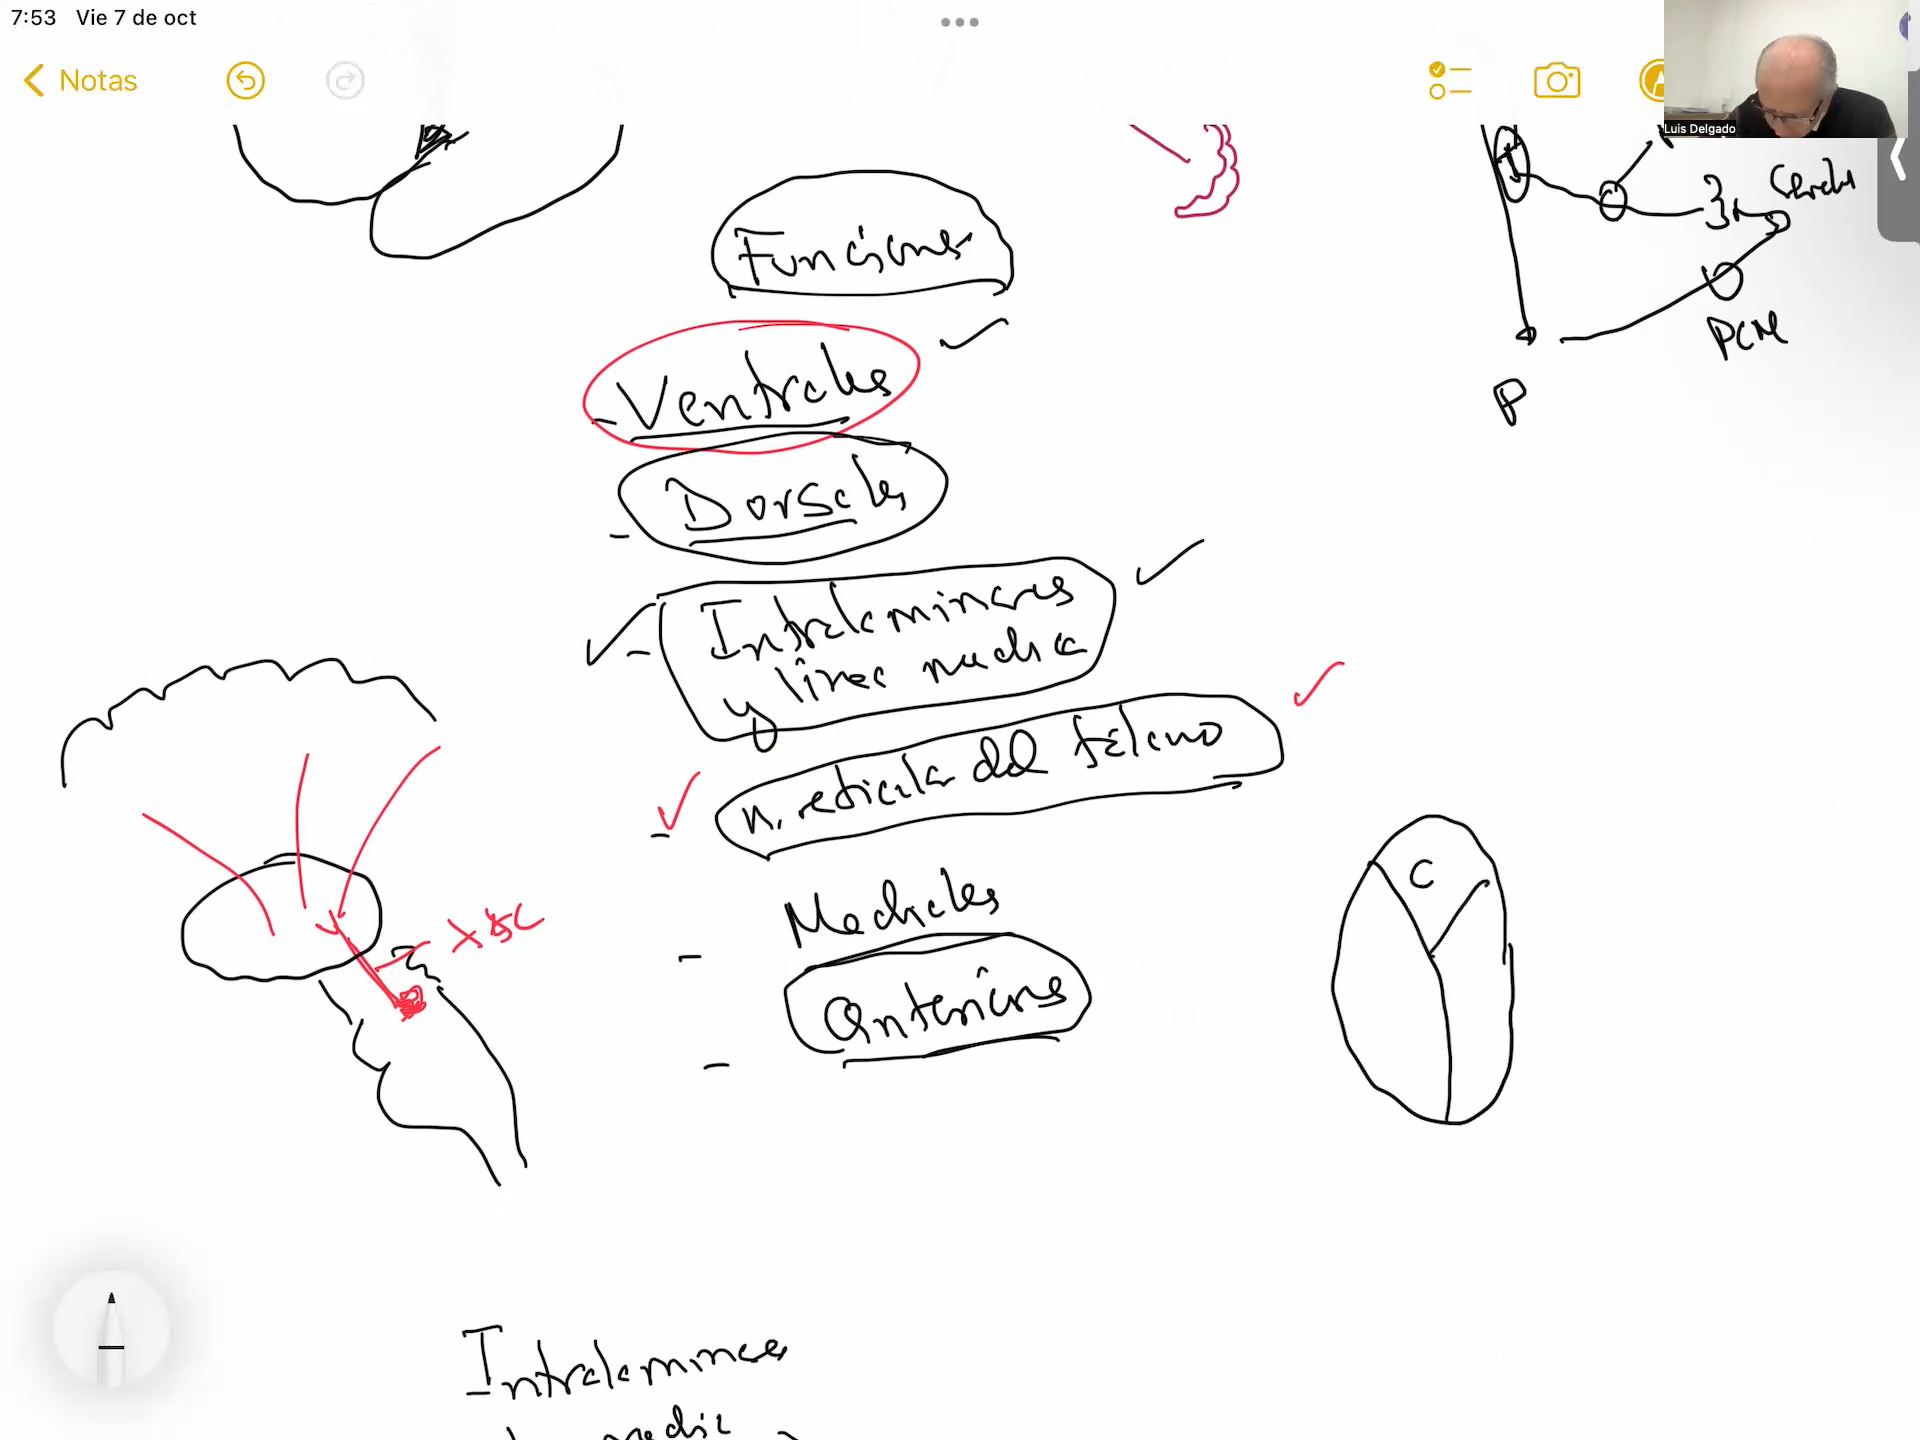 7:53 Vie 7 de oct
Notas
Luis Delgado
Funciones
- Ventrales
- Dorsales
- Intralaminares
y línea media
- n. reticular del tálamo
- Mediales
- Anteriores
PCM
P
C
Intralaminares
media